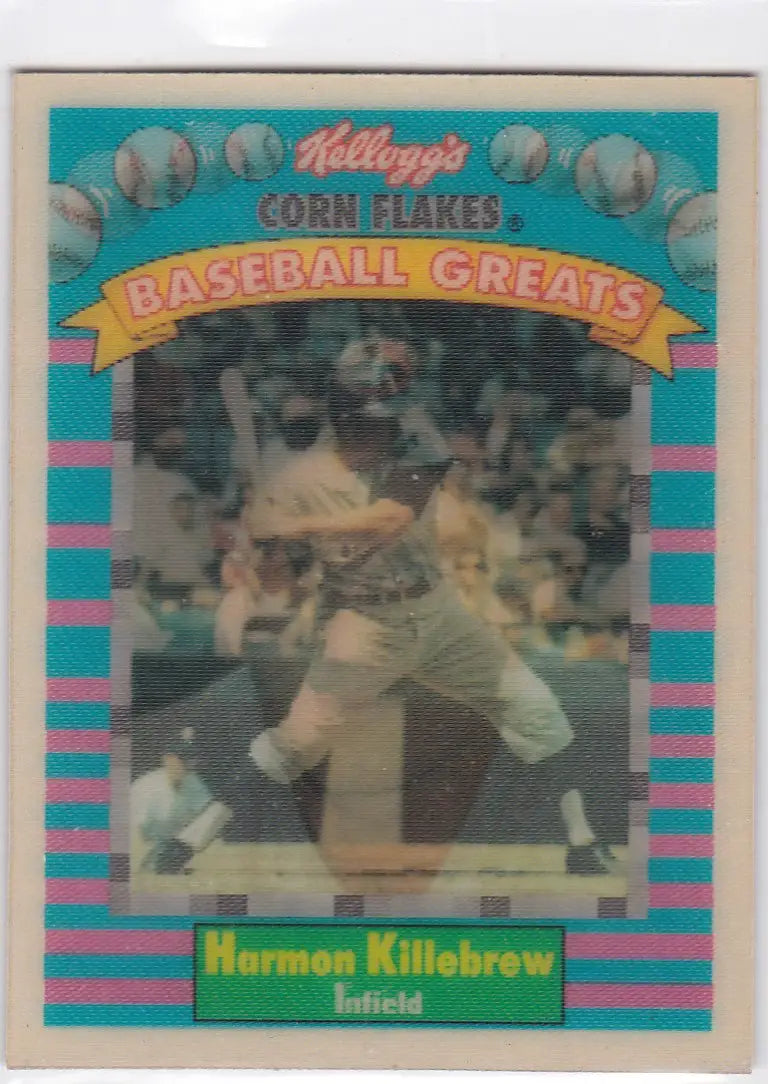 Kellogg's
CORN FLAKES®
BASEBALL GREATS
Harmon Killebrew
Infield